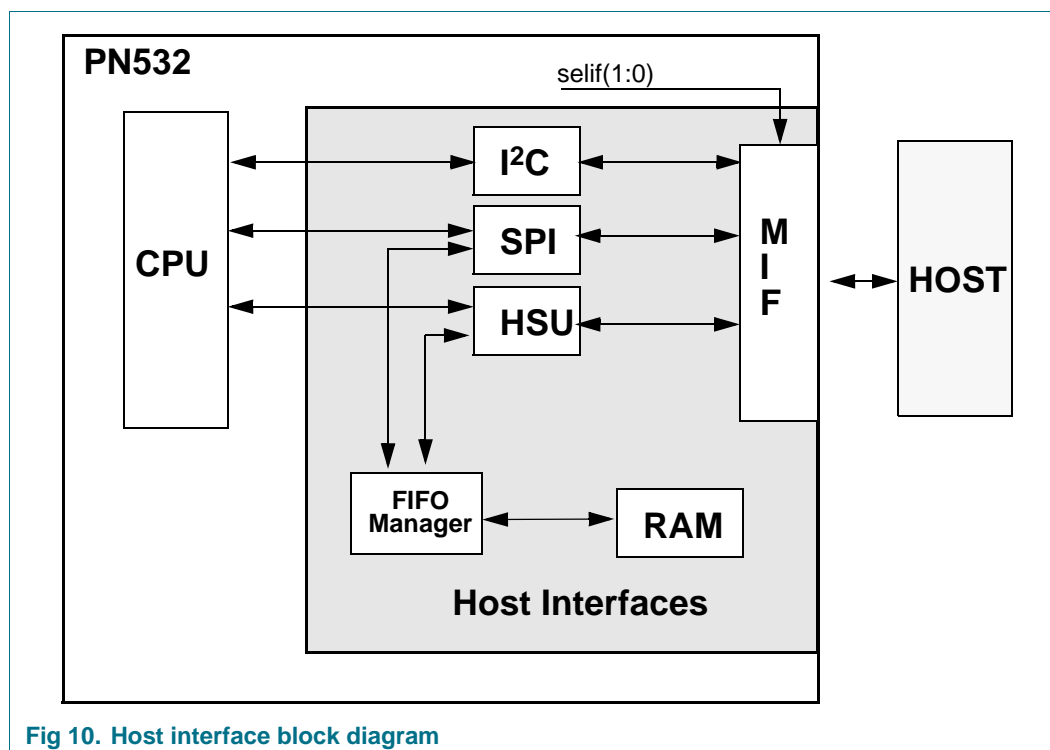 PN532
selif(1:0)
I²C
SPI
HSU
CPU
M
I
F
HOST
FIFO
Manager
RAM
Host Interfaces
Fig 10. Host interface block diagram